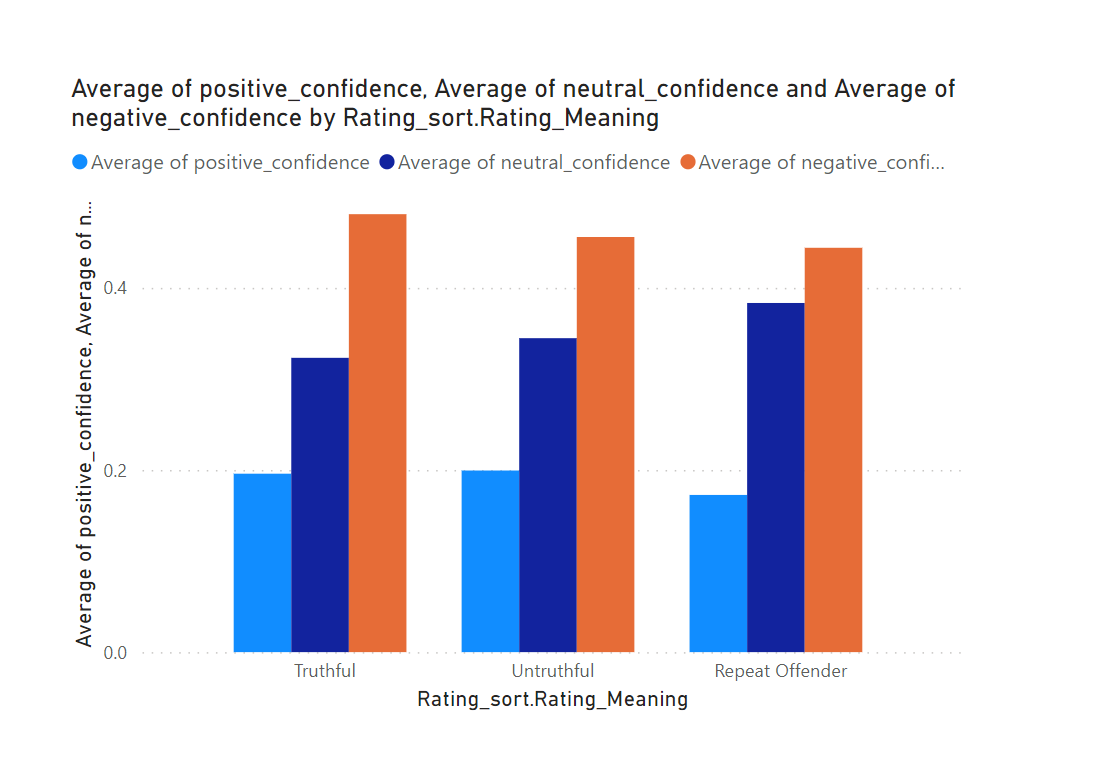 Average of positive_confidence, Average of neutral_confidence and Average of
negative_confidence by Rating_sort.Rating_Meaning
Average of positive_confidence Average of neutral_confidence Average of negative_confi...
Average of positive_confidence, Average of n...
0.4
0.2
0.0
Truthful Untruthful Repeat Offender
Rating_sort.Rating_Meaning